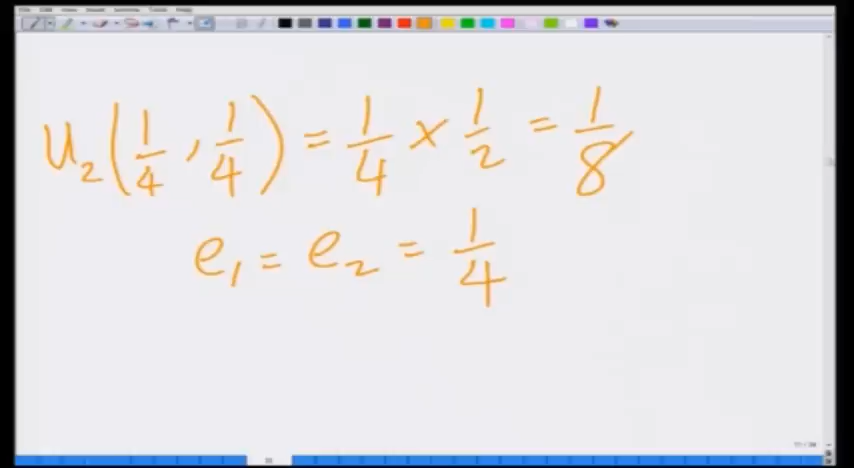 u₂(1/4, 1/4) = 1/4 × 1/2 = 1/8
e₁ = e₂ = 1/4